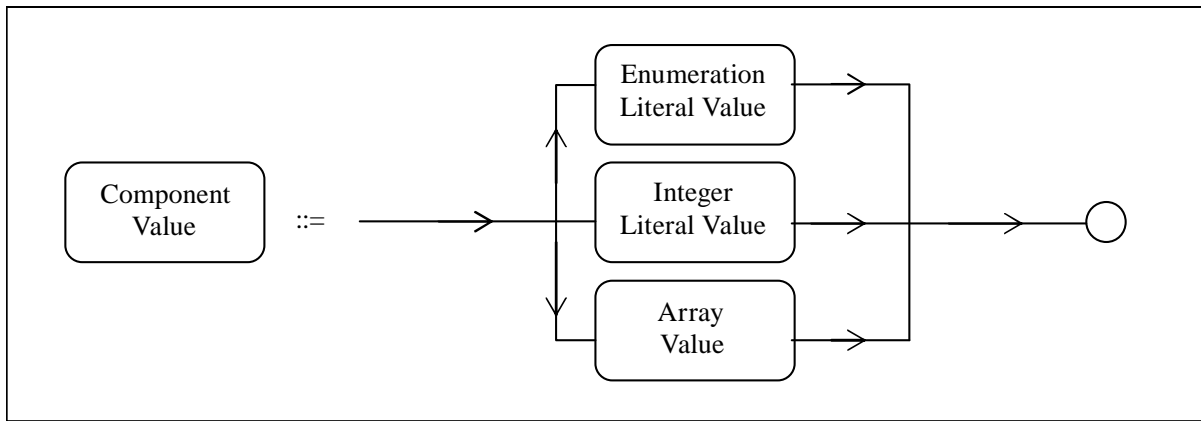 Component
Value
::=
Enumeration
Literal Value
Integer
Literal Value
Array
Value